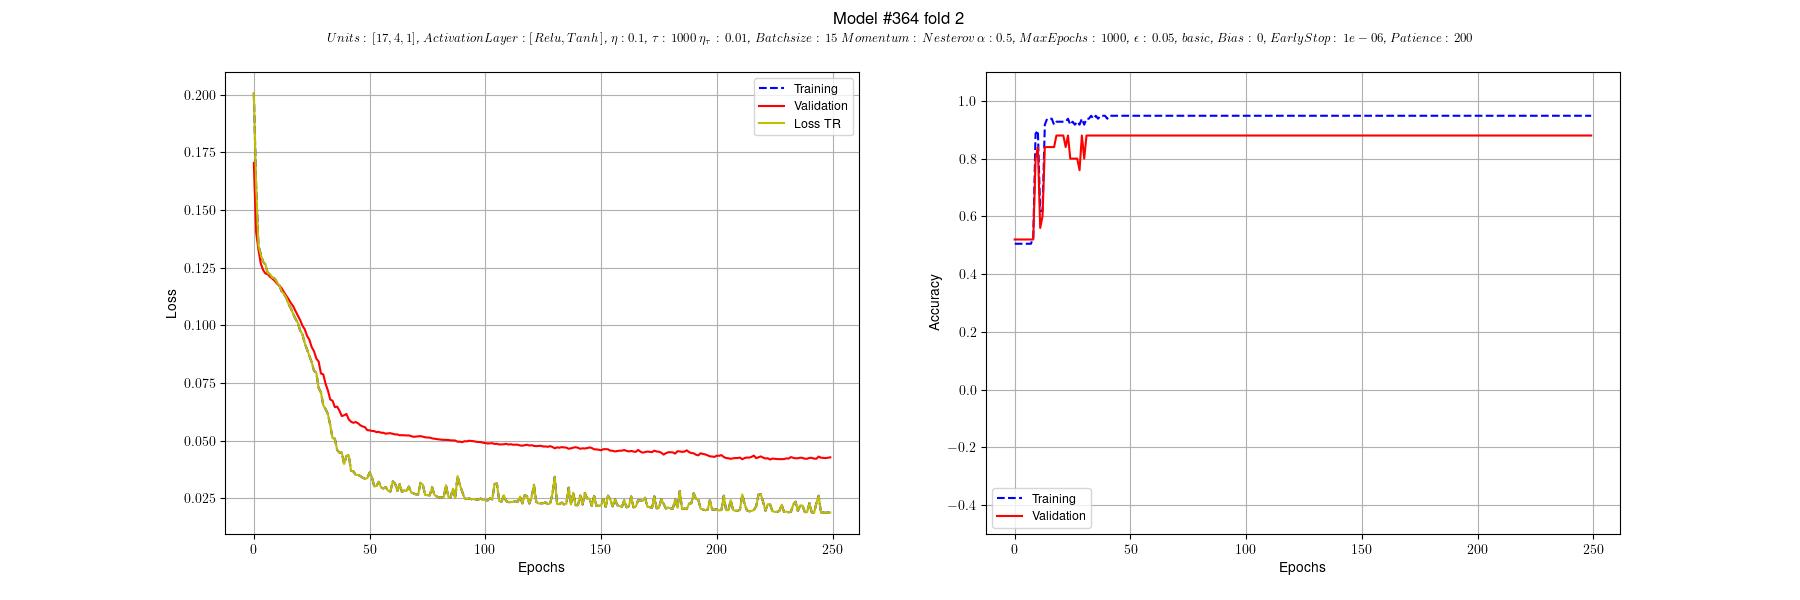 Model #364 fold 2
Units : [17, 4, 1], ActivationLayer : [Relu, Tanh], η : 0.1, τ : 1000 ητ : 0.01, Batchsize : 15 Momentum : Nesterov α : 0.5, MaxEpochs : 1000, ϵ : 0.05, basic, Bias : 0, EarlyStop : 1e − 06, Patience : 200
0.200
0.175
0.150
0.125
0.100
0.075
0.050
0.025
Loss
0 50 100 150 200 250
Epochs
Training
Validation
Loss TR
1.0
0.8
0.6
0.4
0.2
0.0
−0.2
−0.4
Accuracy
0 50 100 150 200 250
Epochs
Training
Validation